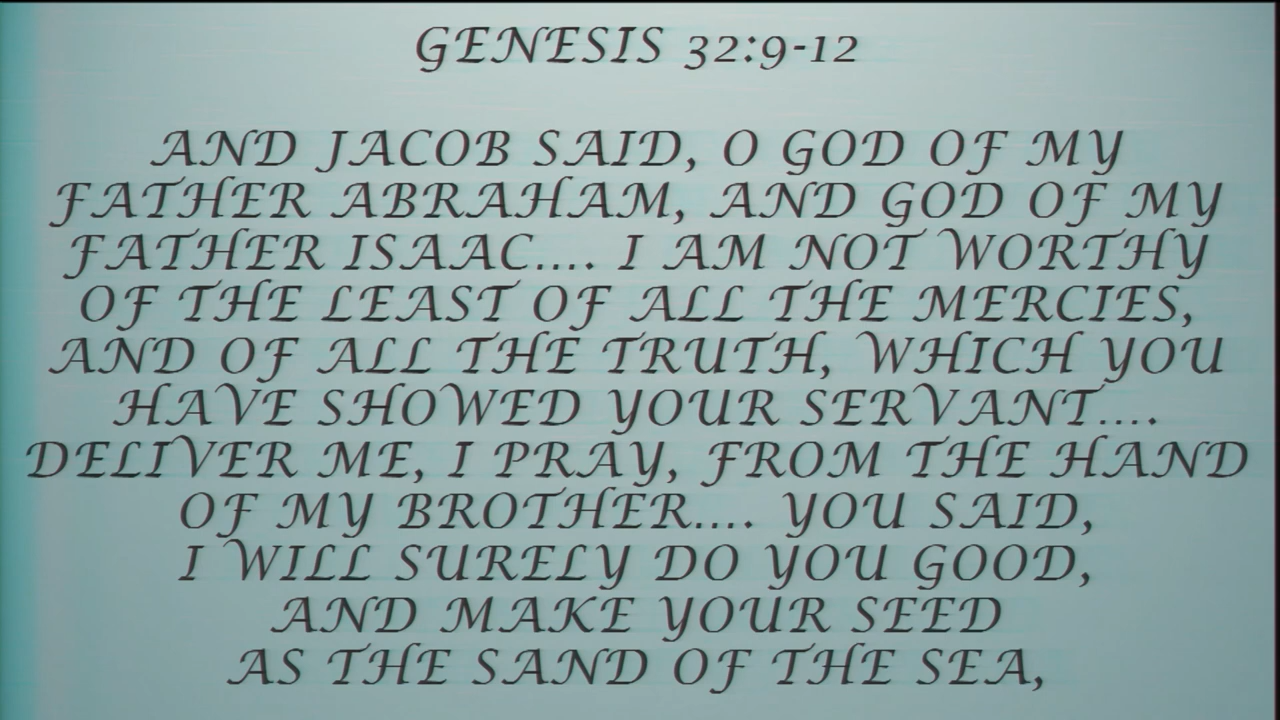 GENESIS 32:9-12
AND JACOB SAID, O GOD OF MY
FATHER ABRAHAM, AND GOD OF MY
FATHER ISAAC.... I AM NOT WORTHY
OF THE LEAST OF ALL THE MERCIES,
AND OF ALL THE TRUTH, WHICH YOU
HAVE SHOWED YOUR SERVANT....
DELIVER ME, I PRAY, FROM THE HAND
OF MY BROTHER.... YOU SAID,
I WILL SURELY DO YOU GOOD,
AND MAKE YOUR SEED
AS THE SAND OF THE SEA,